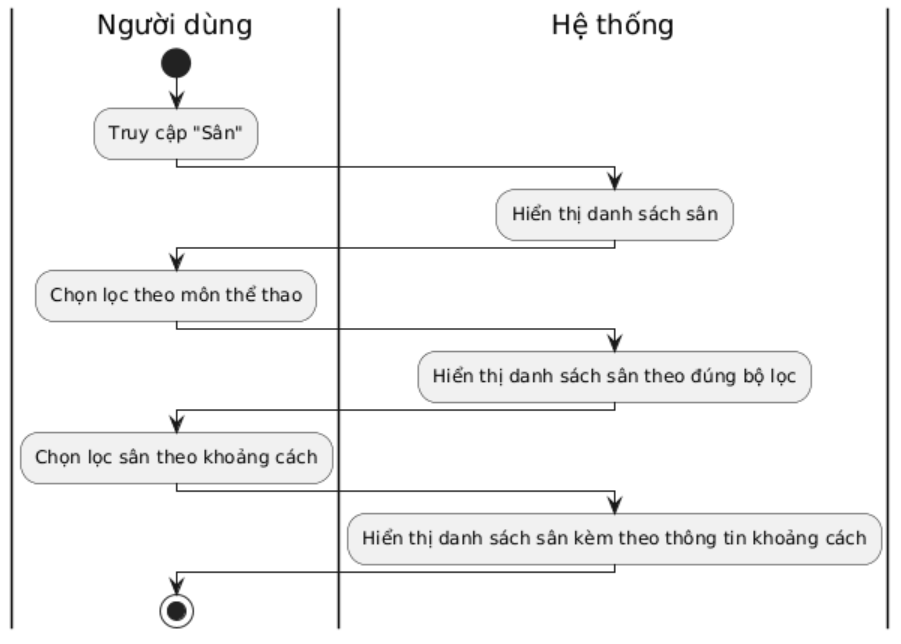 Người dùng
Hệ thống
Truy cập "Sân"
Hiển thị danh sách sân
Chọn lọc theo môn thể thao
Hiển thị danh sách sân theo đúng bộ lọc
Chọn lọc sân theo khoảng cách
Hiển thị danh sách sân kèm theo thông tin khoảng cách